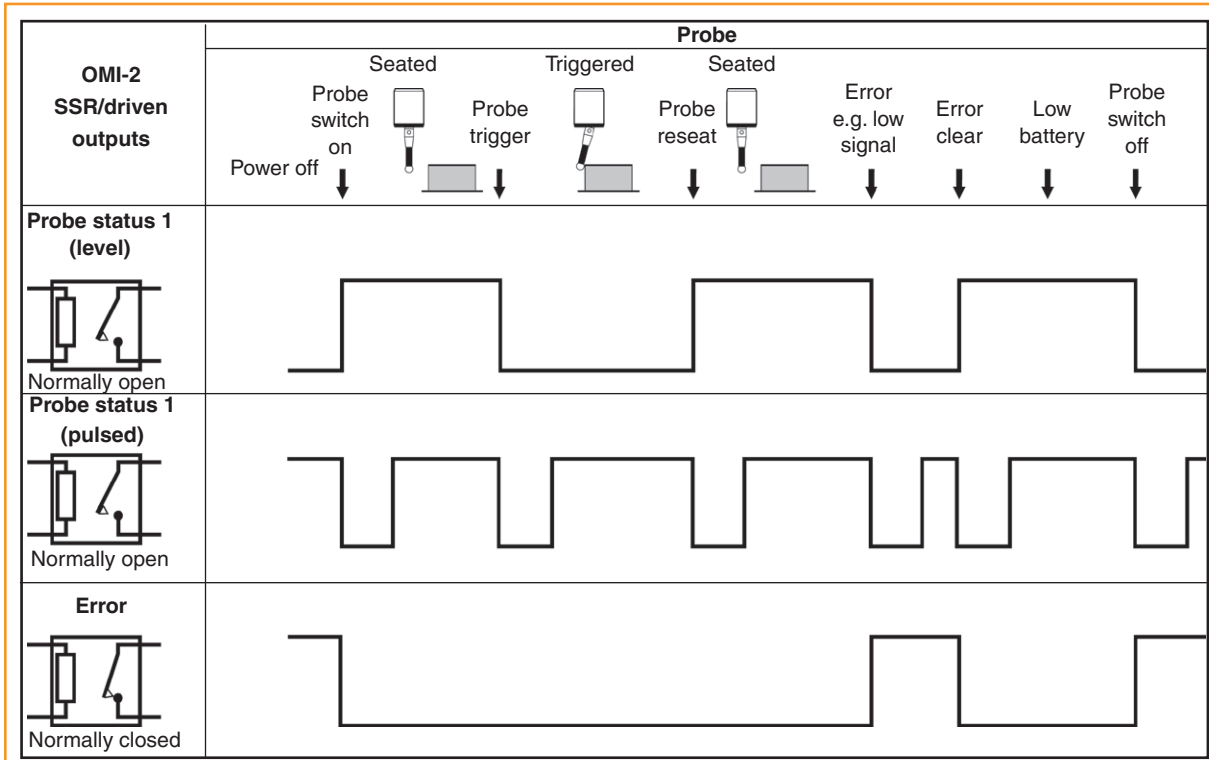 OMI-2
SSR/driven
outputs
Probe
Seated
Triggered
Seated
Power off
Probe
switch
on
Probe
trigger
Probe
reseat
Error
e.g. low
signal
Error
clear
Low
battery
Probe
switch
off
Probe status 1
(level)
Normally open
Probe status 1
(pulsed)
Normally open
Error
Normally closed